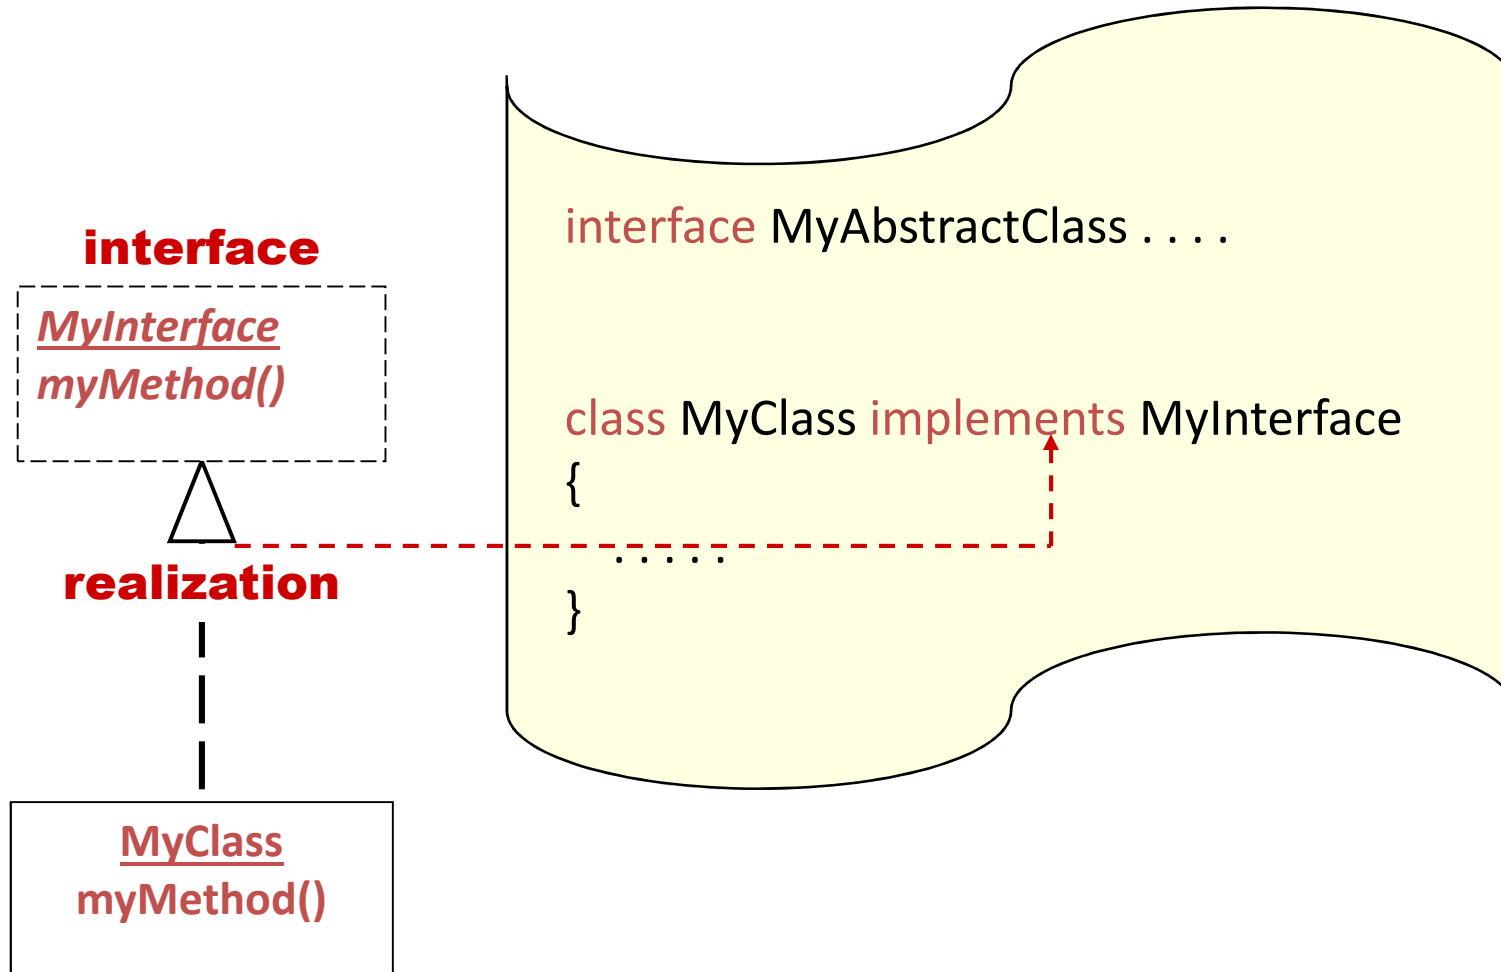 interface
MyInterface
myMethod()
realization
MyClass
myMethod()
interface MyAbstractClass . . . .
class MyClass implements MyInterface
{
. . . . .
}